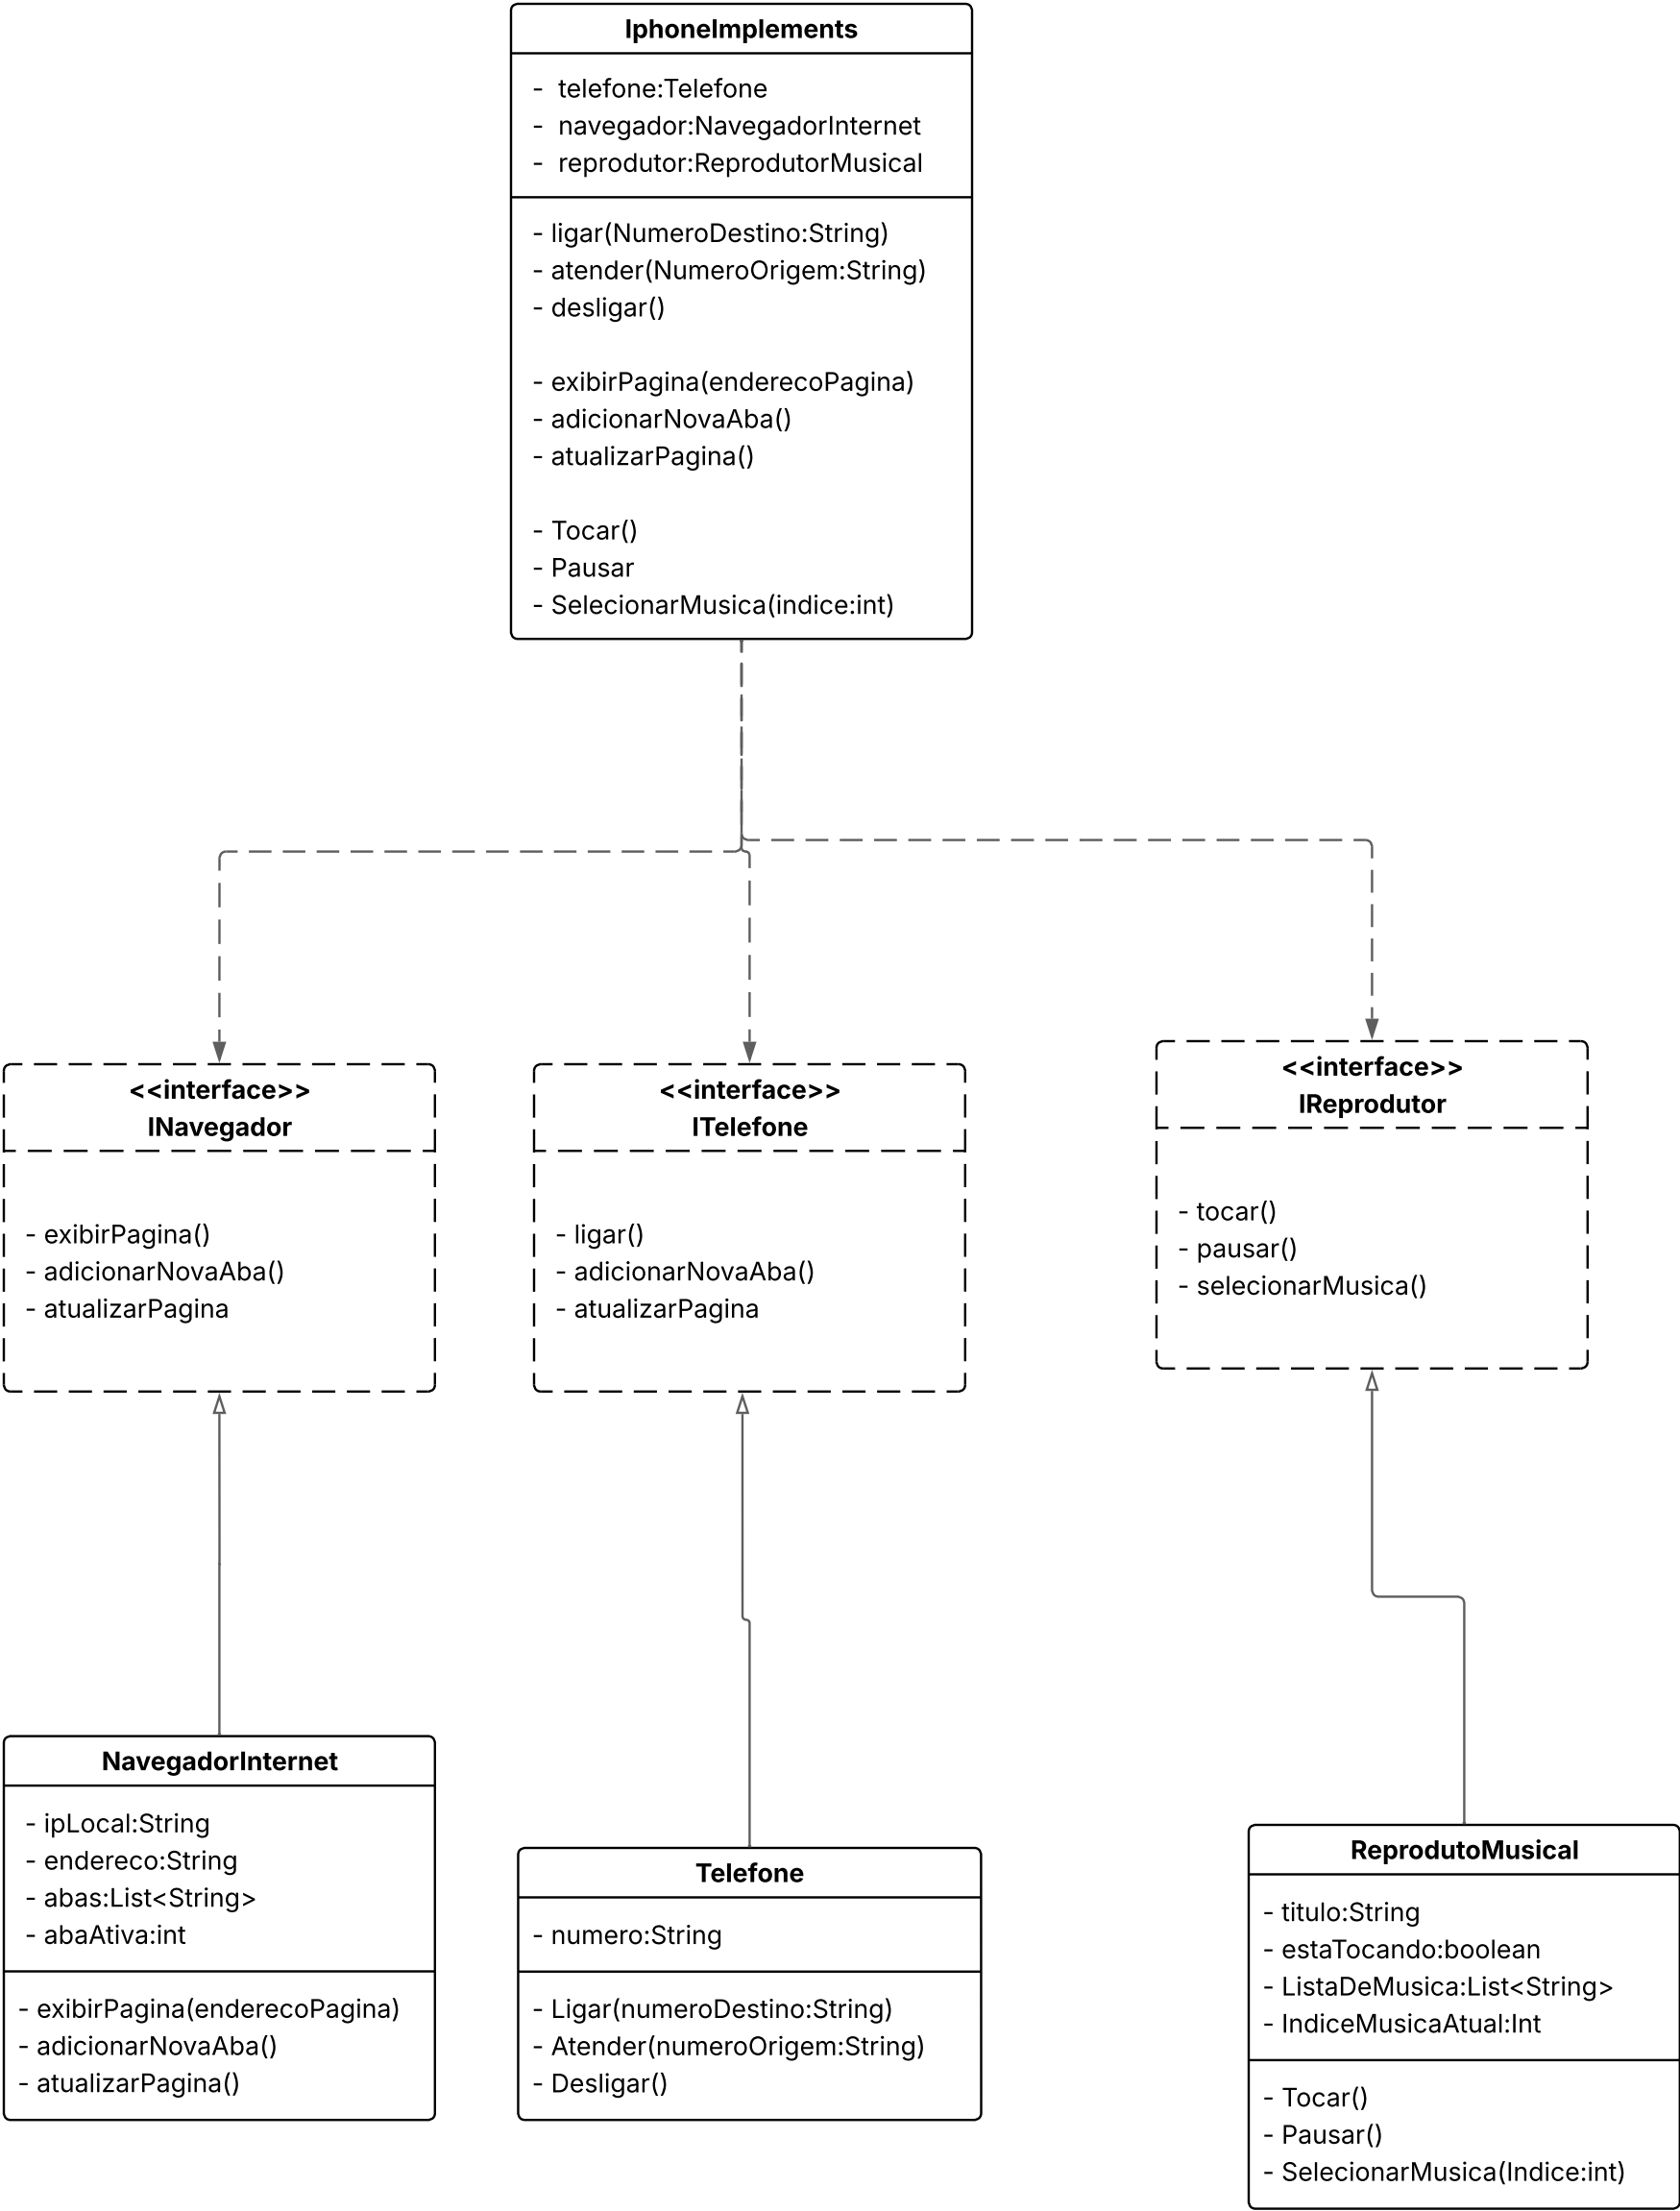 IphoneImplements
- telefone:Telefone
- navegador:NavegadorInternet
- reprodutor:ReprodutorMusical
- ligar(NumeroDestino:String)
- atender(NumeroOrigem:String)
- desligar()
- exibirPagina(enderecoPagina)
- adicionarNovaAba()
- atualizarPagina()
- Tocar()
- Pausar
- SelecionarMusica(indice:int)
<<interface>>
INavegador
- exibirPagina()
- adicionarNovaAba()
- atualizarPagina
<<interface>>
ITelefone
- ligar()
- adicionarNovaAba()
- atualizarPagina
<<interface>>
IReprodutor
- tocar()
- pausar()
- selecionarMusica()
NavegadorInternet
- ipLocal:String
- endereco:String
- abas:List<String>
- abaAtiva:int
- exibirPagina(enderecoPagina)
- adicionarNovaAba()
- atualizarPagina()
Telefone
- numero:String
- Ligar(numeroDestino:String)
- Atender(numeroOrigem:String)
- Desligar()
ReprodutoMusical
- titulo:String
- estaTocando:boolean
- ListaDeMusica:List<String>
- IndiceMusicaAtual:Int
- Tocar()
- Pausar()
- SelecionarMusica(Indice:int)